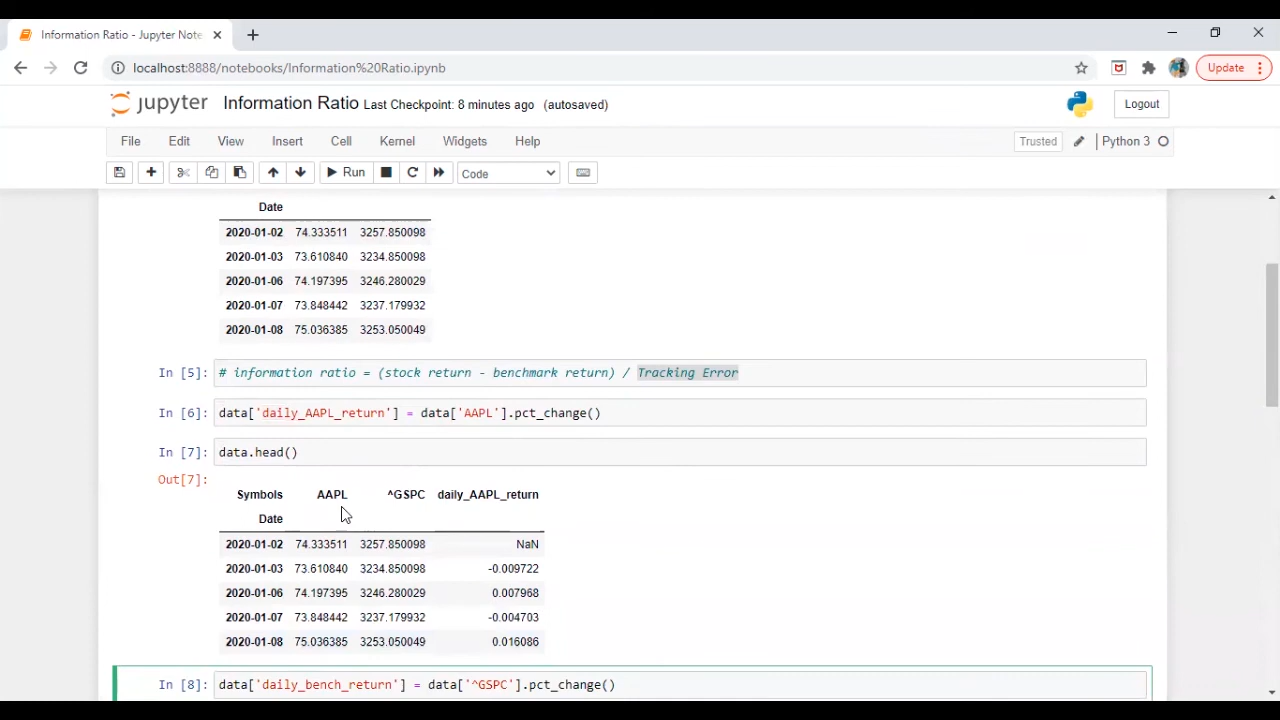 Information Ratio - Jupyter Note
localhost:8888/notebooks/Information%20Ratio.ipynb
Update
jupyter Information Ratio Last Checkpoint: 8 minutes ago (autosaved)
Logout
File Edit View Insert Cell Kernel Widgets Help
Trusted Python 3
Run Code
Date
2020-01-02 74.333511 3257.850098
2020-01-03 73.610840 3234.850098
2020-01-06 74.197395 3246.280029
2020-01-07 73.848442 3237.179932
2020-01-08 75.036385 3253.050049
In [5]: # information ratio = (stock return - benchmark return) / Tracking Error
In [6]: data['daily_AAPL_return'] = data['AAPL'].pct_change()
In [7]: data.head()
Out[7]:
Symbols AAPL ^GSPC daily_AAPL_return
Date
2020-01-02 74.333511 3257.850098 NaN
2020-01-03 73.610840 3234.850098 -0.009722
2020-01-06 74.197395 3246.280029 0.007968
2020-01-07 73.848442 3237.179932 -0.004703
2020-01-08 75.036385 3253.050049 0.016086
In [8]: data['daily_bench_return'] = data['^GSPC'].pct_change()